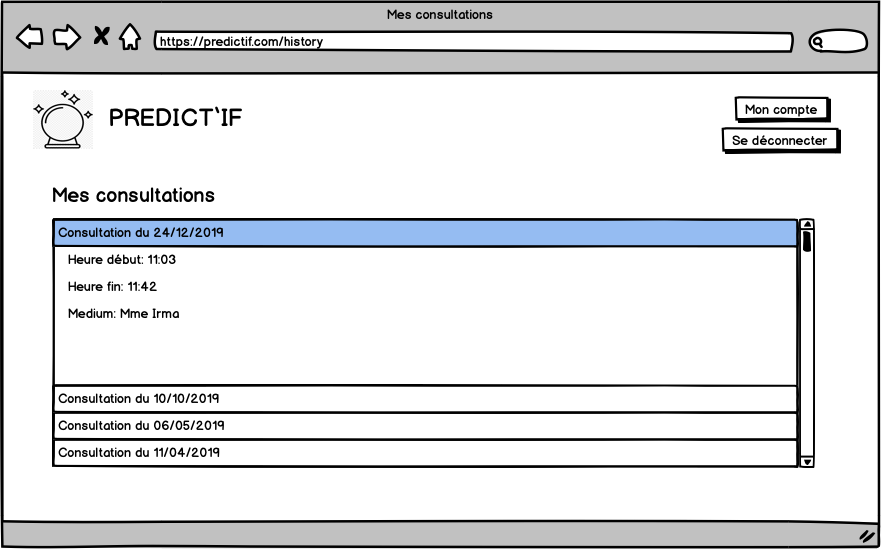 Mes consultations
https://predictif.com/history
PREDICT'IF
Mon compte
Se déconnecter
Mes consultations
Consultation du 24/12/2019
Heure début: 11:03
Heure fin: 11:42
Medium: Mme Irma
Consultation du 10/10/2019
Consultation du 06/05/2019
Consultation du 11/04/2019